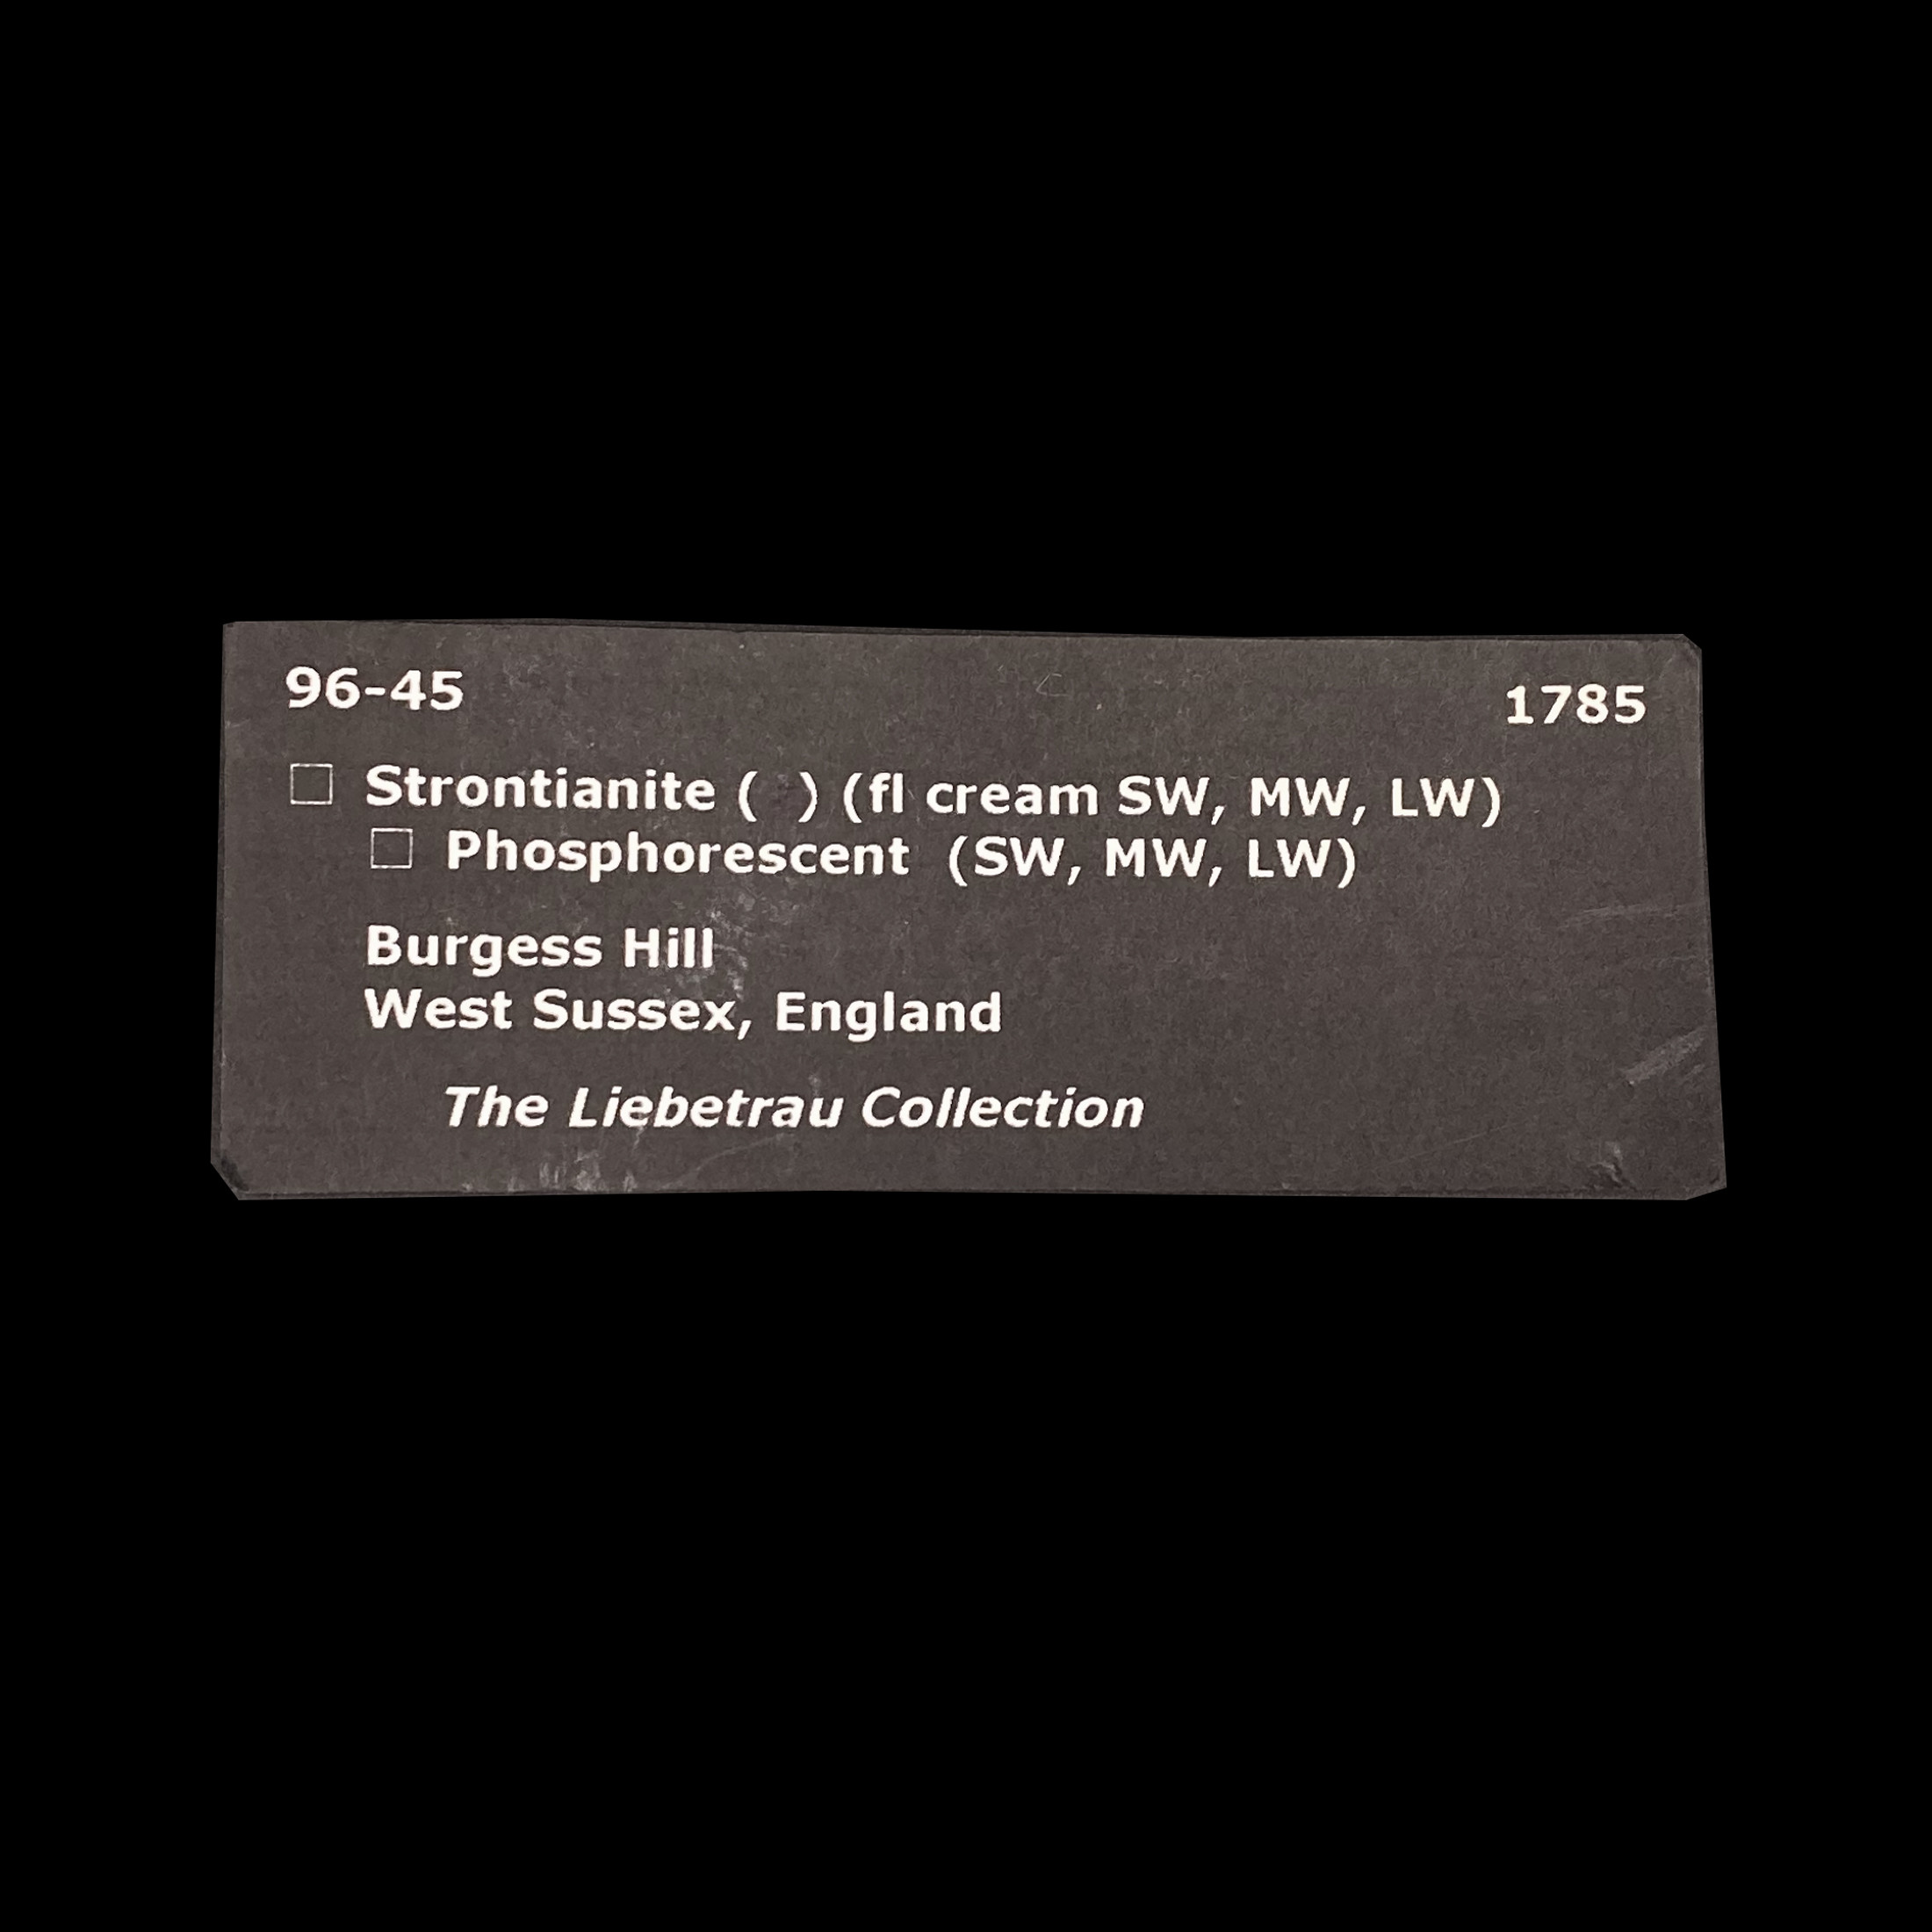 96-45 1785
☐ Strontianite ( ) (fl cream SW, MW, LW)
☐ Phosphorescent (SW, MW, LW)
Burgess Hill
West Sussex, England
The Liebetrau Collection